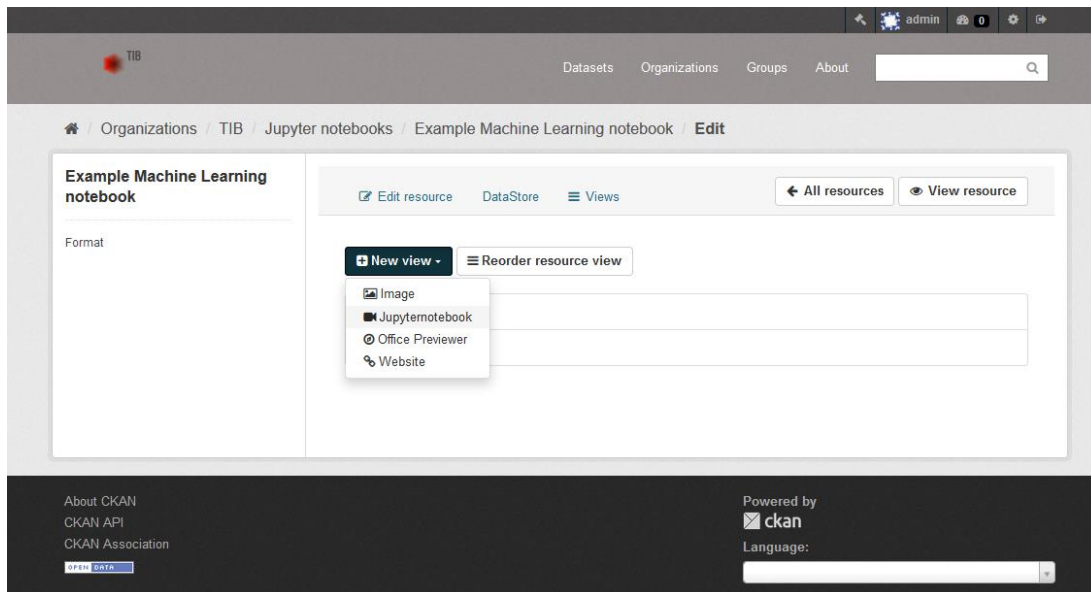 admin 0
TIB
Datasets Organizations Groups About
/ Organizations / TIB / Jupyter notebooks / Example Machine Learning notebook / Edit
Example Machine Learning
notebook
Format
Edit resource DataStore Views
All resources View resource
New view Reorder resource view
Image
Jupyternotebook
Office Previewer
Website
About CKAN
CKAN API
CKAN Association
OPEN DATA
Powered by
ckan
Language: